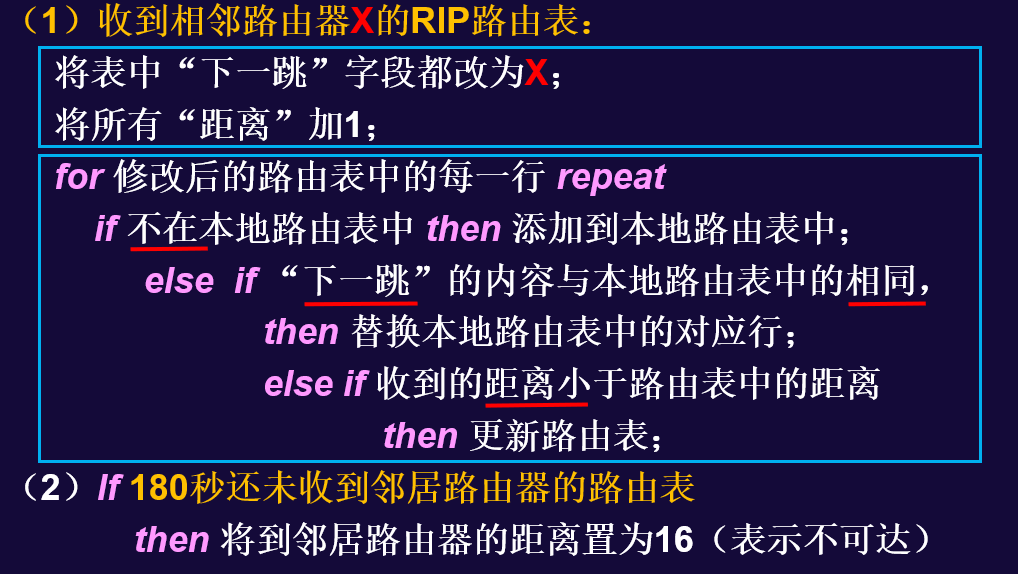 （1）收到相邻路由器X的RIP路由表：
将表中“下一跳”字段都改为X；
将所有“距离”加1；
for 修改后的路由表中的每一行 repeat
if 不在本地路由表中 then 添加到本地路由表中；
else if “下一跳”的内容与本地路由表中的相同，
then 替换本地路由表中的对应行；
else if 收到的距离小于路由表中的距离
then 更新路由表；
（2）If 180秒还未收到邻居路由器的路由表
then 将到邻居路由器的距离置为16（表示不可达）